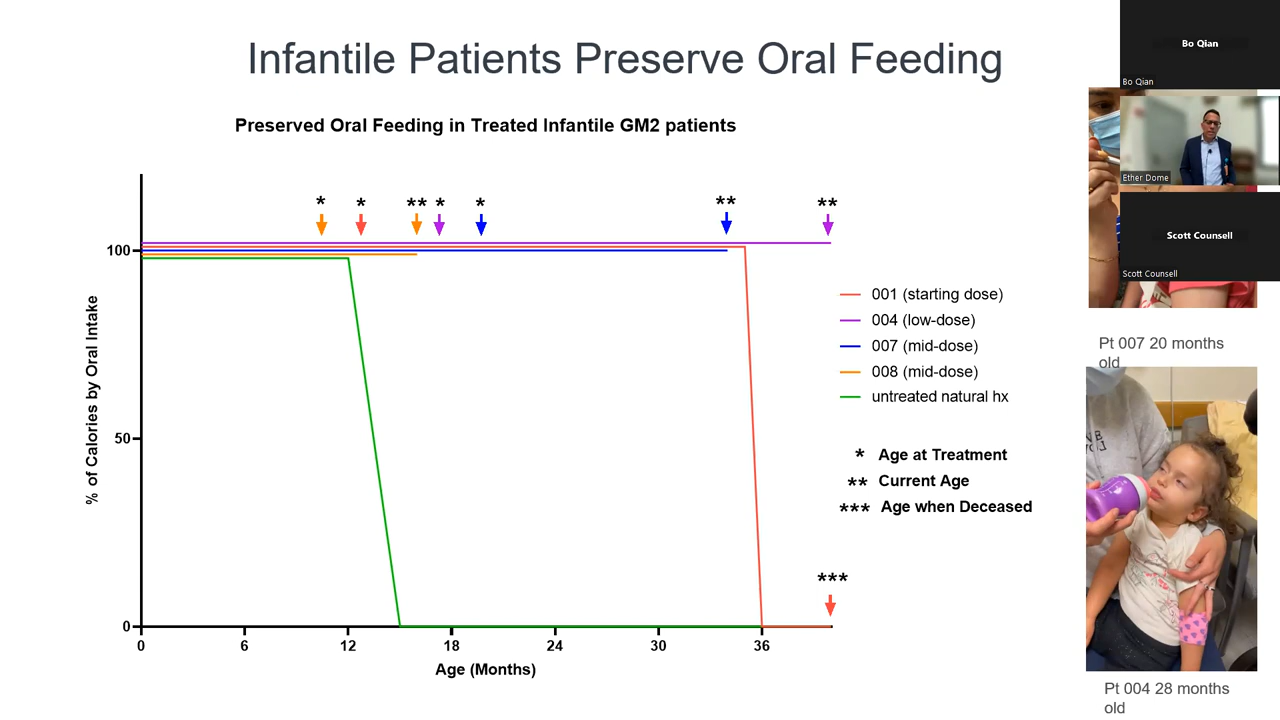 Infantile Patients Preserve Oral Feeding
Preserved Oral Feeding in Treated Infantile GM2 patients
* * ** * * ** **
% of Calories by Oral Intake
100
50
0
***
0 6 12 18 24 30 36
Age (Months)
001 (starting dose)
004 (low-dose)
007 (mid-dose)
008 (mid-dose)
untreated natural hx
* Age at Treatment
** Current Age
*** Age when Deceased
Bo Qian
Bo Qian
Ether Dome
Scott Counsell
Scott Counsell
Pt 007 20 months
old
Pt 004 28 months
old